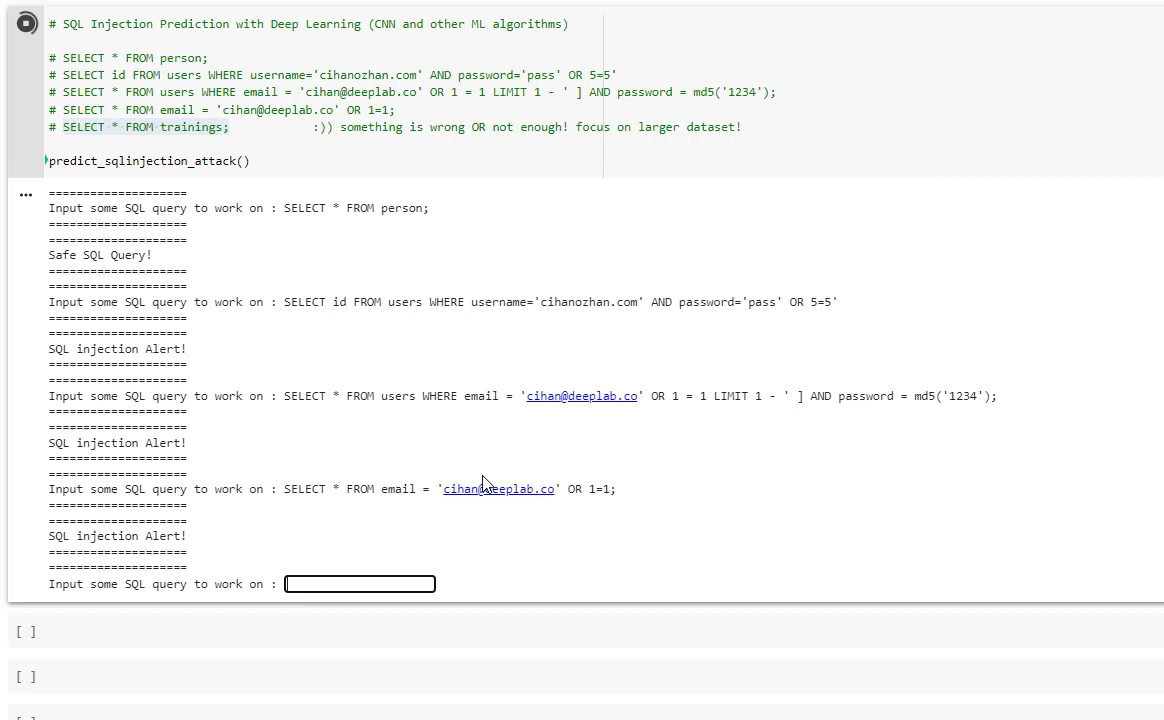 # SQL Injection Prediction with Deep Learning (CNN and other ML algorithms)
# SELECT * FROM person;
# SELECT id FROM users WHERE username='cihanozhan.com' AND password='pass' OR 5=5'
# SELECT * FROM users WHERE email = 'cihan@deeplab.co' OR 1 = 1 LIMIT 1 - ' ] AND password = md5('1234');
# SELECT * FROM email = 'cihan@deeplab.co' OR 1=1;
# SELECT * FROM trainings; :)) something is wrong OR not enough! focus on larger dataset!
predict_sqlinjection_attack()
====================
Input some SQL query to work on : SELECT * FROM person;
====================
====================
Safe SQL Query!
====================
====================
Input some SQL query to work on : SELECT id FROM users WHERE username='cihanozhan.com' AND password='pass' OR 5=5'
====================
====================
SQL injection Alert!
====================
====================
Input some SQL query to work on : SELECT * FROM users WHERE email = 'cihan@deeplab.co' OR 1 = 1 LIMIT 1 - ' ] AND password = md5('1234');
====================
====================
SQL injection Alert!
====================
====================
Input some SQL query to work on : SELECT * FROM email = 'cihan@deeplab.co' OR 1=1;
====================
====================
SQL injection Alert!
====================
====================
Input some SQL query to work on :
[ ]
[ ]
[ ]